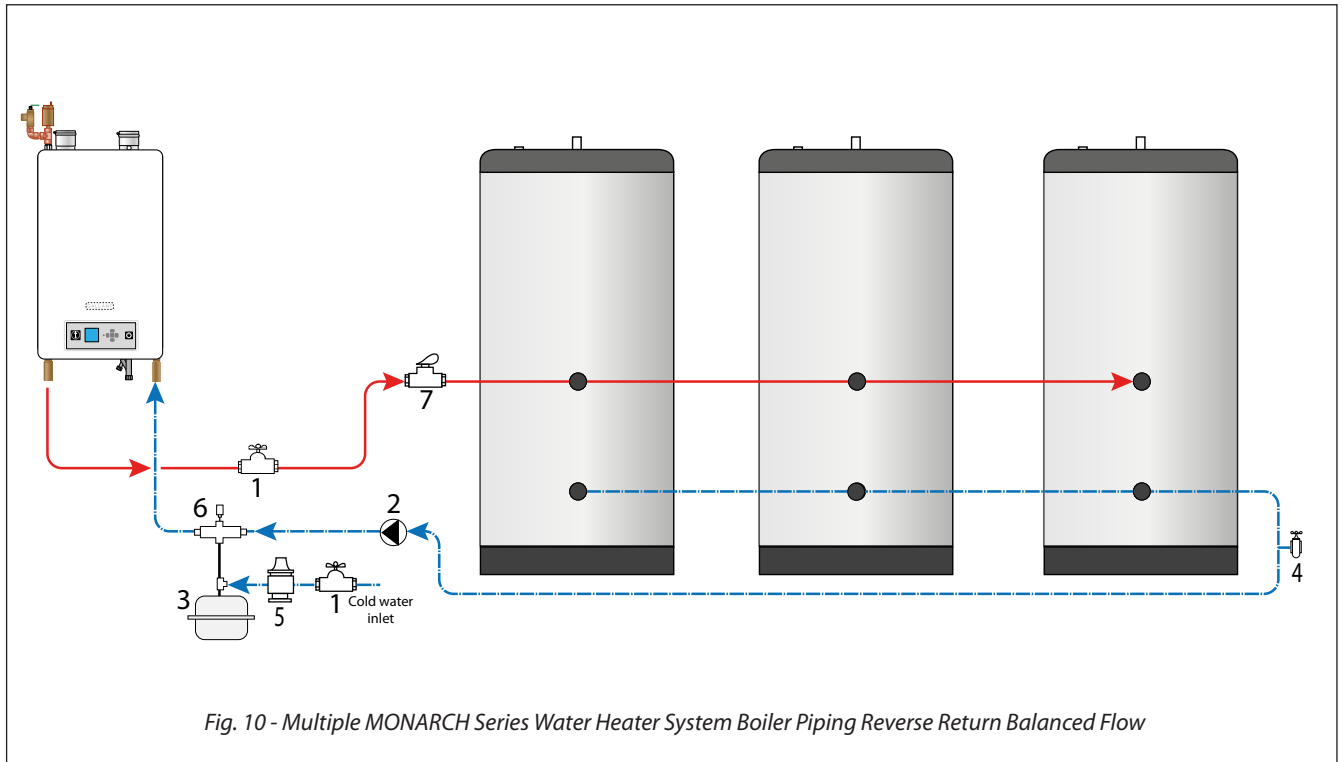 GALLANT
7
1
2
6
3
5
1
Cold water
inlet
4
Fig. 10 - Multiple MONARCH Series Water Heater System Boiler Piping Reverse Return Balanced Flow